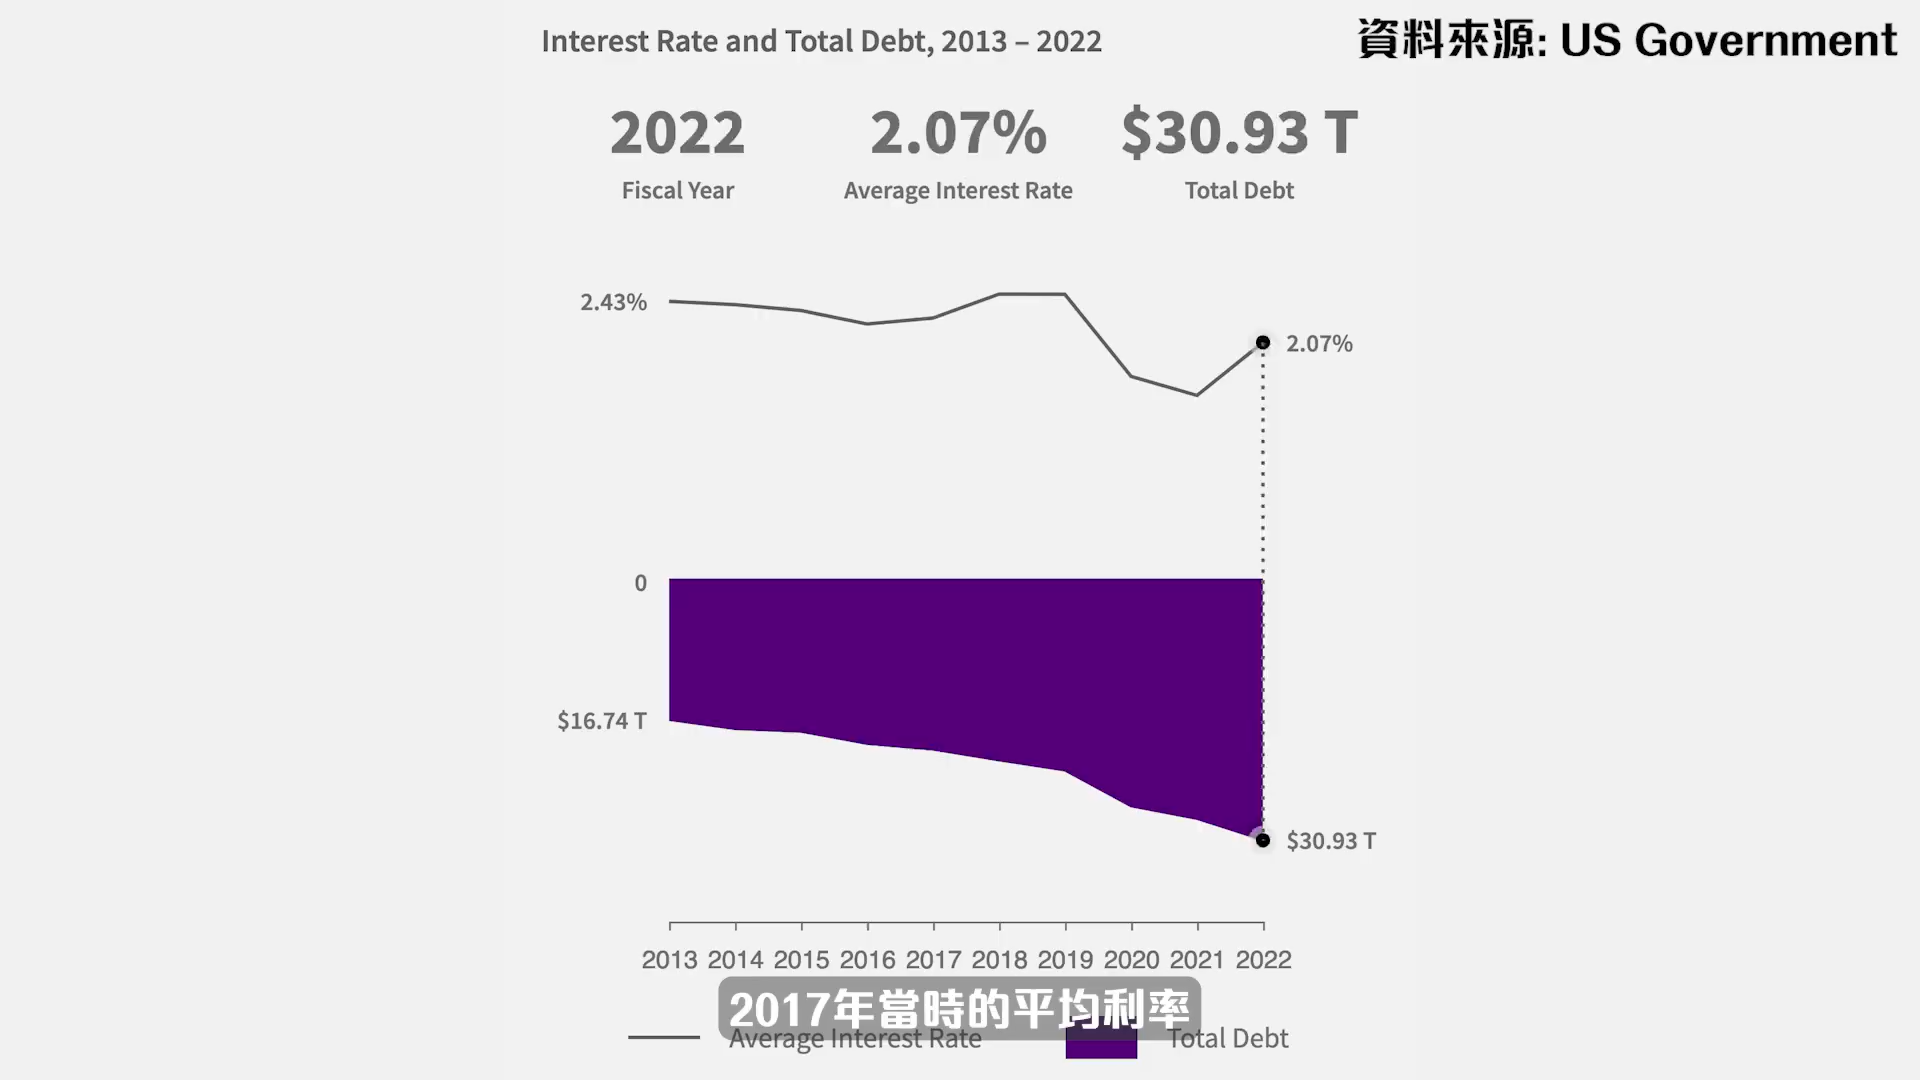 Interest Rate and Total Debt, 2013 – 2022
資料來源: US Government
2022
2.07%
$30.93 T
Fiscal Year
Average Interest Rate
Total Debt
2.43%
2.07%
0
$16.74 T
$30.93 T
2013 2014 2015 2016 2017 2018 2019 2020 2021 2022
2017年當時的平均利率
Average Interest Rate
Total Debt